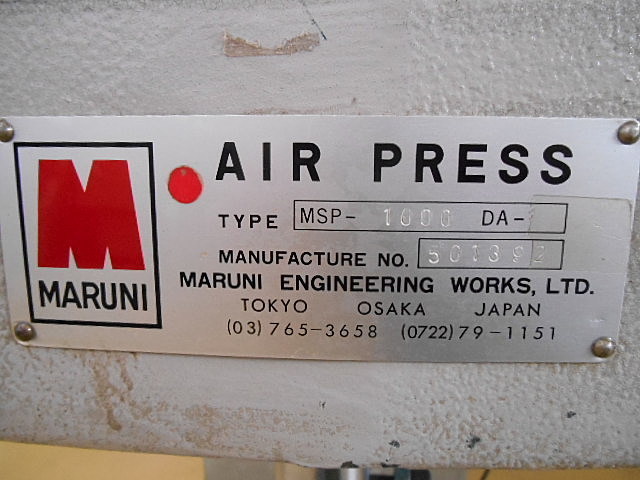 M
MARUNI
AIR PRESS
TYPE MSP- 1000 DA-
MANUFACTURE NO. 501392
MARUNI ENGINEERING WORKS, LTD.
TOKYO OSAKA JAPAN
(03) 765-3658 (0722) 79-1151